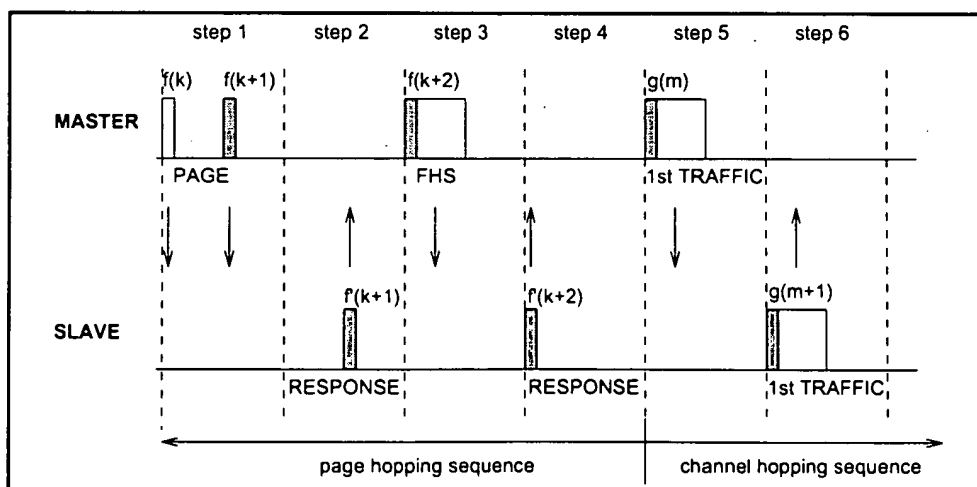 step 1 step 2 step 3 step 4 step 5 step 6
f(k) f(k+1) f(k+2) g(m)
MASTER
PAGE FHS 1st TRAFFIC
f'(k+1) f'(k+2) g(m+1)
SLAVE
RESPONSE RESPONSE 1st TRAFFIC
page hopping sequence channel hopping sequence